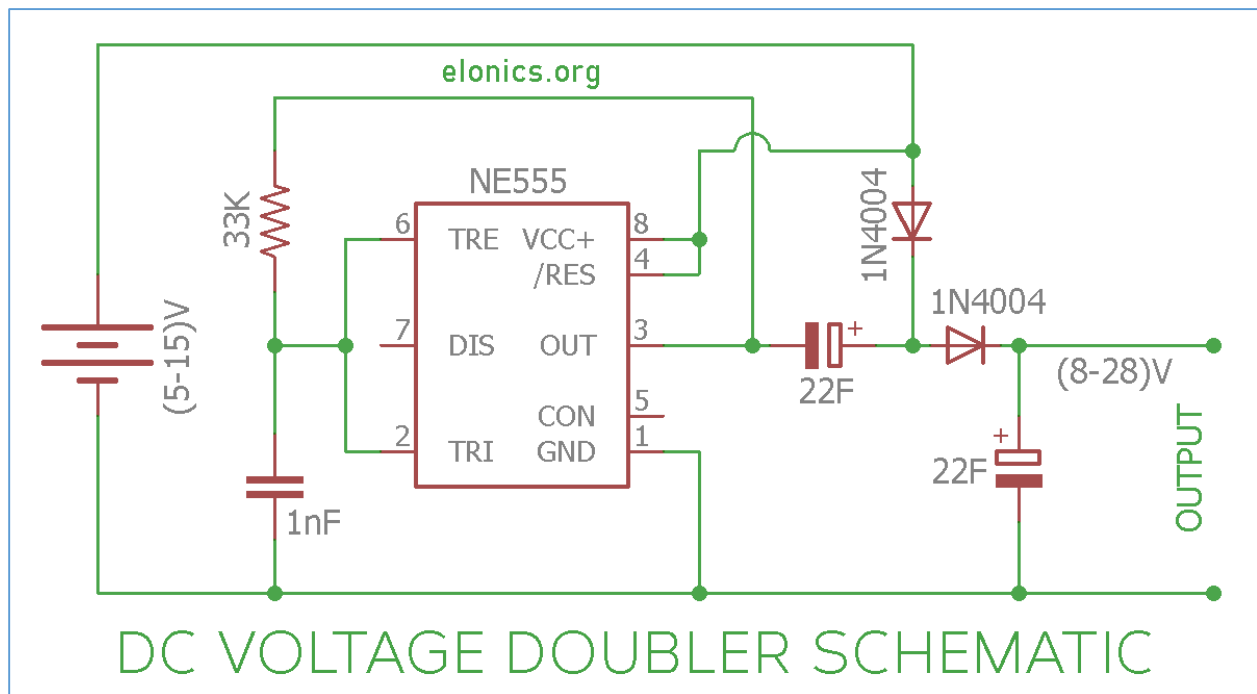 elonics.org
NE555
33K
1N4004
6 TRE VCC+ 8
/RES 4
1N4004
(5-15)V
7 DIS OUT 3
+
22F
(8-28)V
CON 5
2 TRI GND 1
+
22F
OUTPUT
1nF
DC VOLTAGE DOUBLER SCHEMATIC